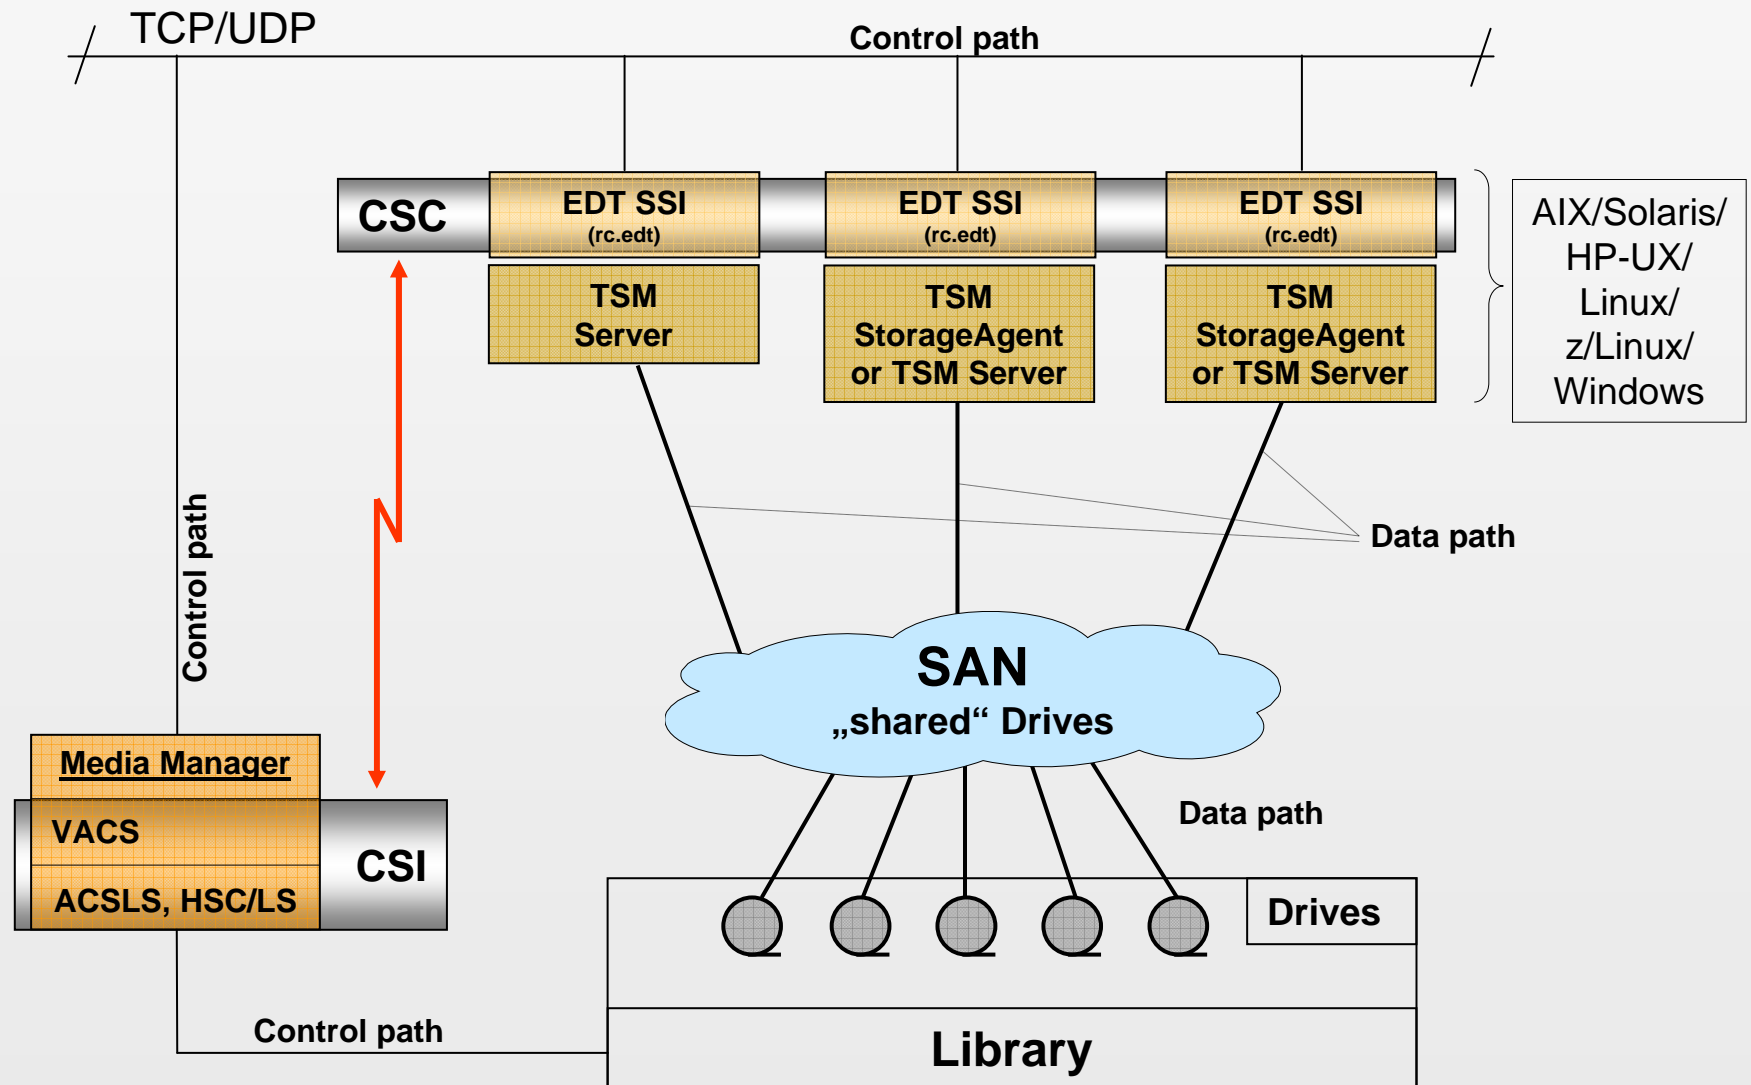 TCP/UDP
Control path
CSC
EDT SSI
(rc.edt)
EDT SSI
(rc.edt)
EDT SSI
(rc.edt)
TSM
Server
TSM
StorageAgent
or TSM Server
TSM
StorageAgent
or TSM Server
AIX/Solaris/
HP-UX/
Linux/
z/Linux/
Windows
Control path
Data path
SAN
„shared“ Drives
Media Manager
VACS
ACSLS, HSC/LS
CSI
Data path
Drives
Control path
Library